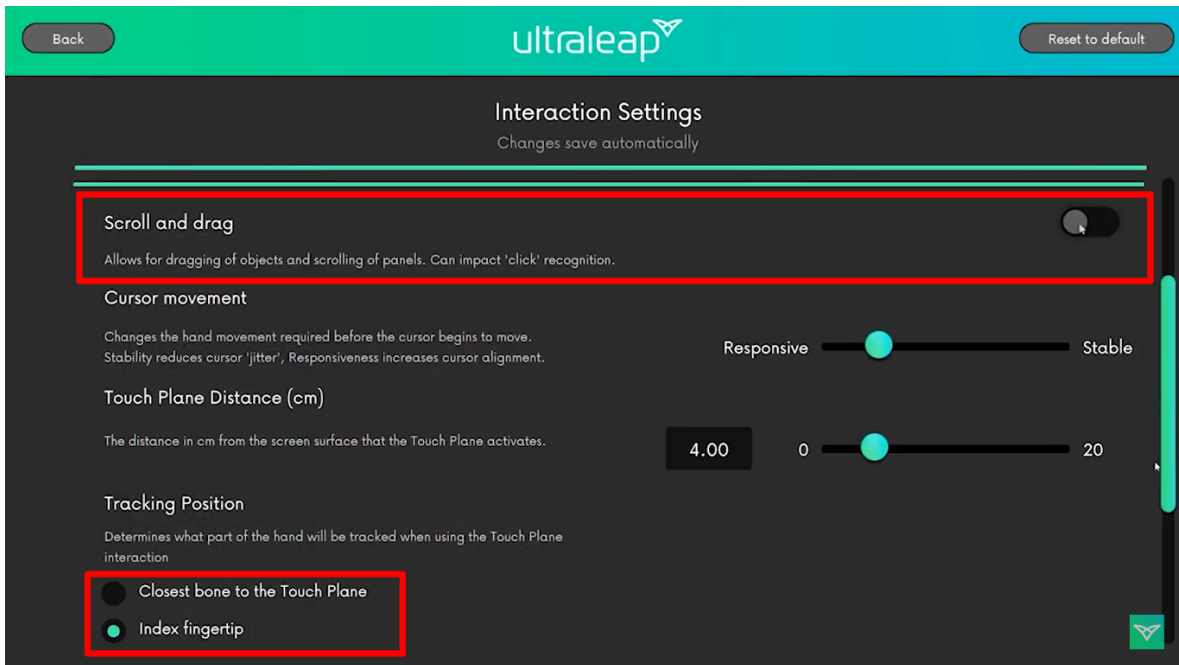 Back
ultraleap
Reset to default
Interaction Settings
Changes save automatically
Scroll and drag
Allows for dragging of objects and scrolling of panels. Can impact 'click' recognition.
Cursor movement
Changes the hand movement required before the cursor begins to move.
Stability reduces cursor 'jitter', Responsiveness increases cursor alignment.
Responsive
Stable
Touch Plane Distance (cm)
The distance in cm from the screen surface that the Touch Plane activates.
4.00
0
20
Tracking Position
Determines what part of the hand will be tracked when using the Touch Plane
interaction
Closest bone to the Touch Plane
Index fingertip